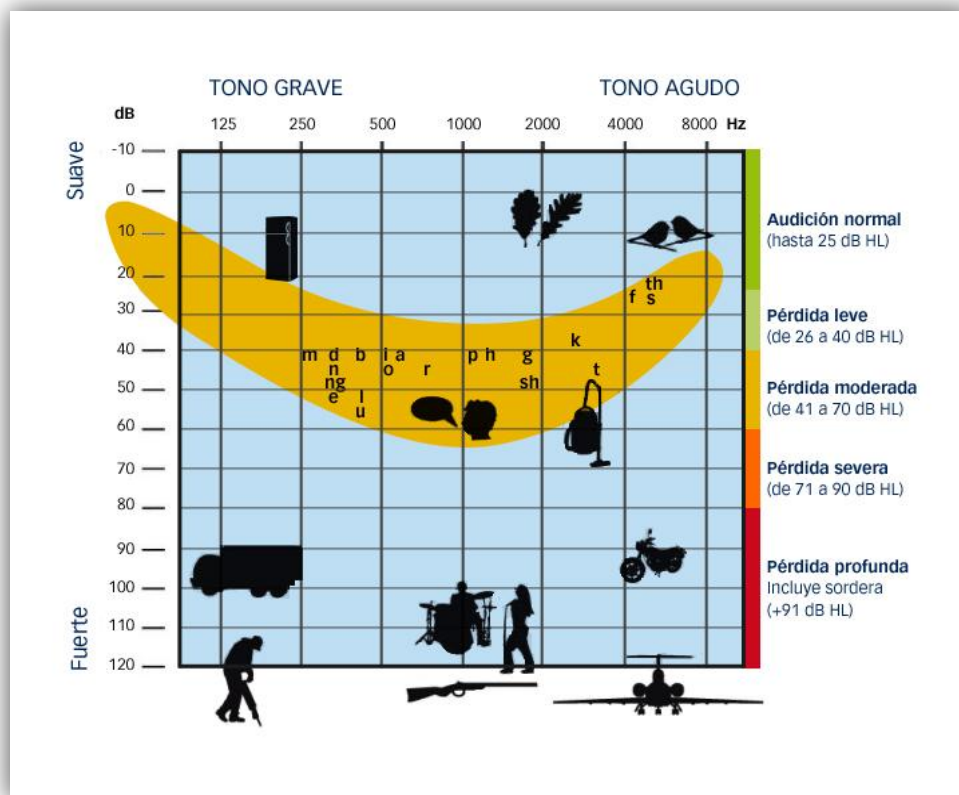 TONO GRAVE TONO AGUDO
dB
125 250 500 1000 2000 4000 8000 Hz
Suave
-10
0
10
20
30
40
50
60
70
80
90
100
110
120
Fuerte
th
f s
k
m d b i a p h g
n o r t
ng sh
e l
u
Audición normal
(hasta 25 dB HL)
Pérdida leve
(de 26 a 40 dB HL)
Pérdida moderada
(de 41 a 70 dB HL)
Pérdida severa
(de 71 a 90 dB HL)
Pérdida profunda
Incluye sordera
(+91 dB HL)